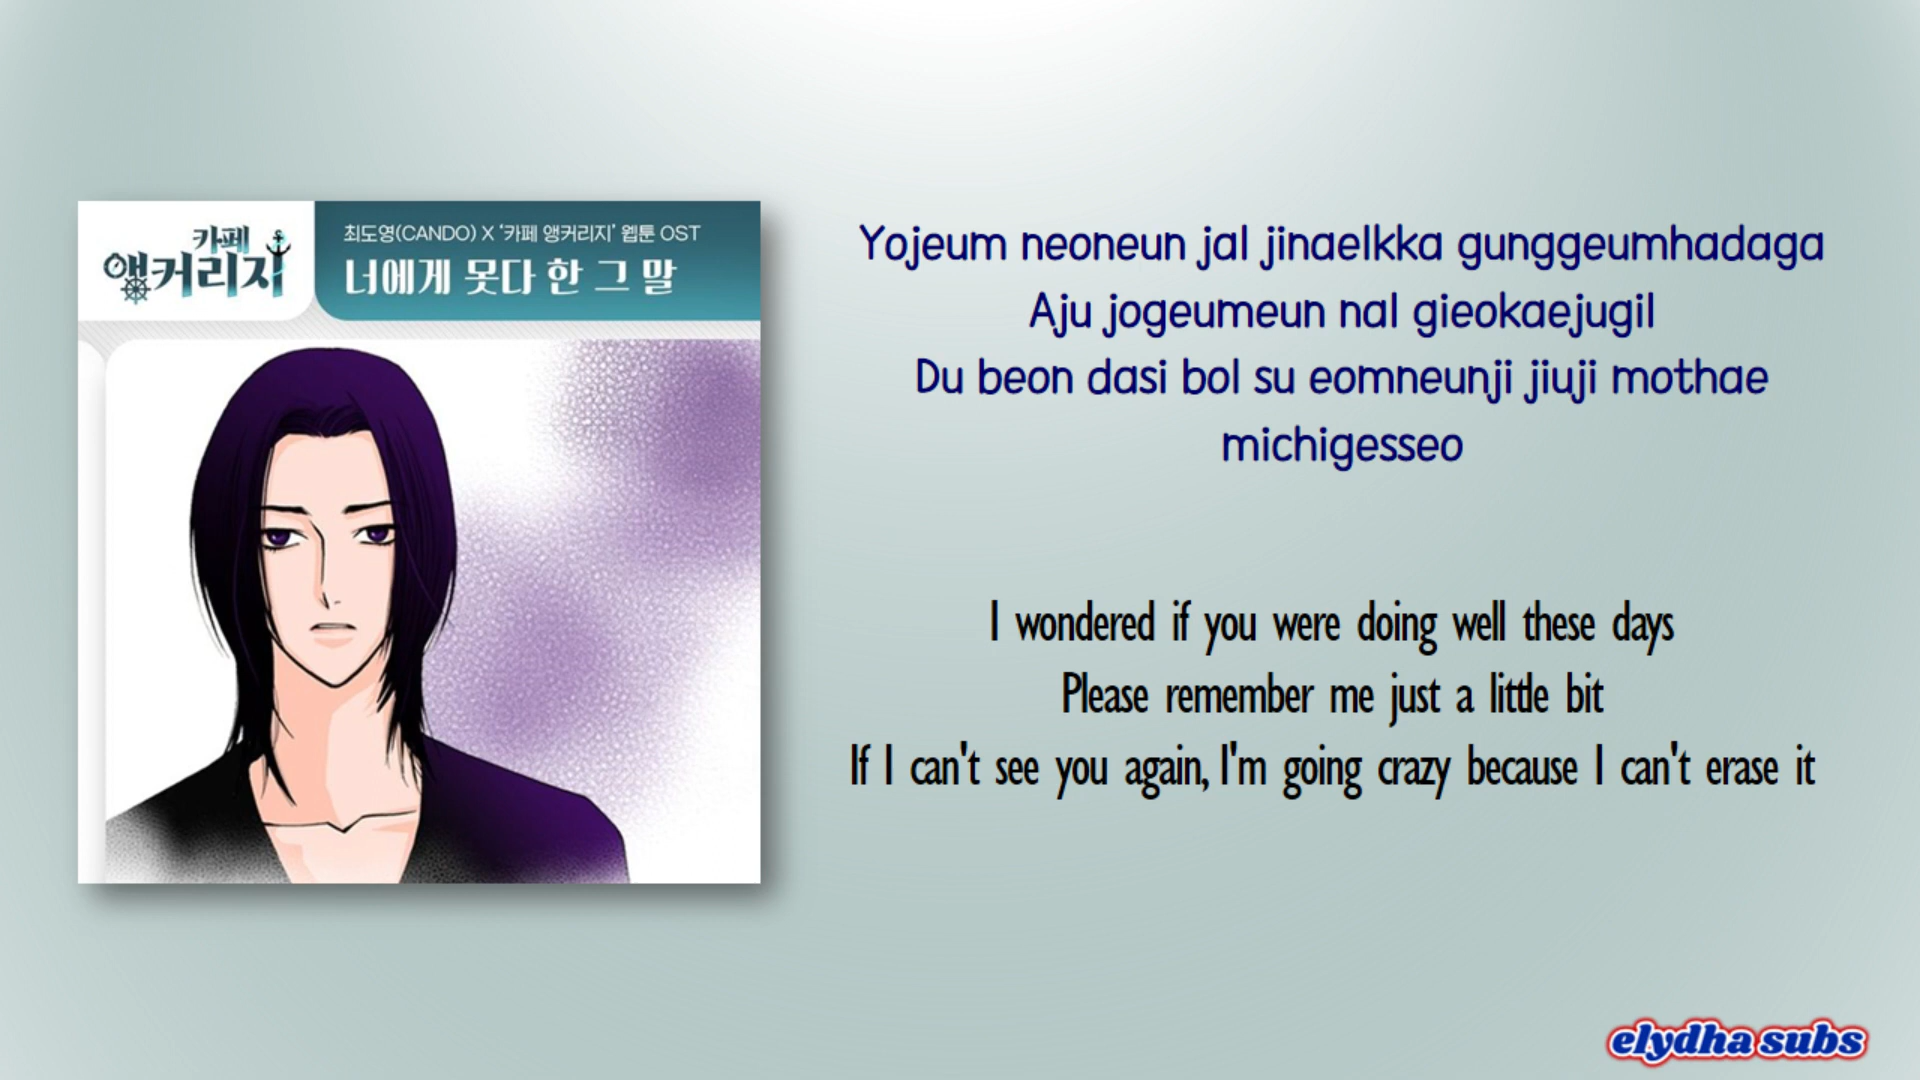 카페
앵커리지
최도영(CANDO) X '카페 앵커리지' 웹툰 OST
너에게 못다 한 그 말
Yojeum neoneun jal jinaelkka gunggeumhadaga
Aju jogeumeun nal gieokaejugil
Du beon dasi bol su eomneunji jiuji mothae
michigesseo
I wondered if you were doing well these days
Please remember me just a little bit
If I can't see you again, I'm going crazy because I can't erase it
elydha subs